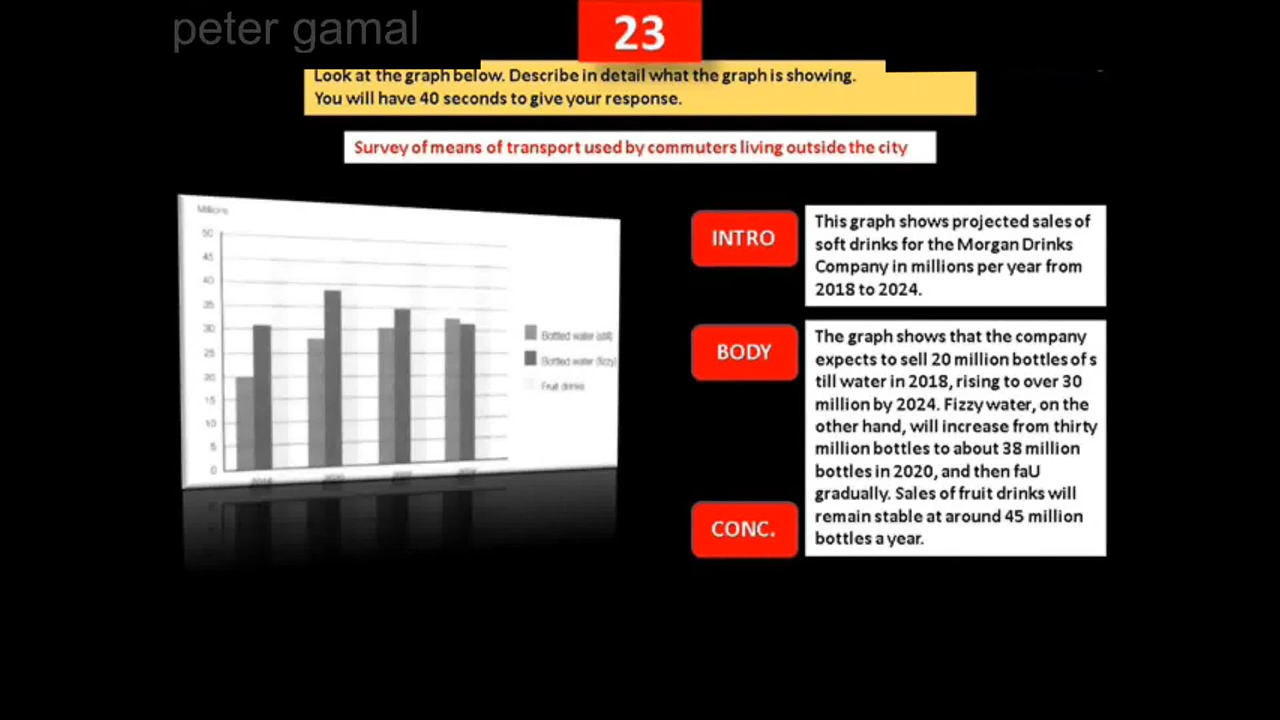 peter gamal
23
Look at the graph below. Describe in detail what the graph is showing.
You will have 40 seconds to give your response.
Survey of means of transport used by commuters living outside the city
Millions
50
45
40
35
30
25
20
15
10
5
0
2018
2020
2022
2024
Bottled water (still)
Bottled water (fizzy)
Fruit drinks
INTRO
This graph shows projected sales of
soft drinks for the Morgan Drinks
Company in millions per year from
2018 to 2024.
BODY
The graph shows that the company
expects to sell 20 million bottles of s
till water in 2018, rising to over 30
million by 2024. Fizzy water, on the
other hand, will increase from thirty
million bottles to about 38 million
bottles in 2020, and then faU
gradually. Sales of fruit drinks will
remain stable at around 45 million
bottles a year.
CONC.